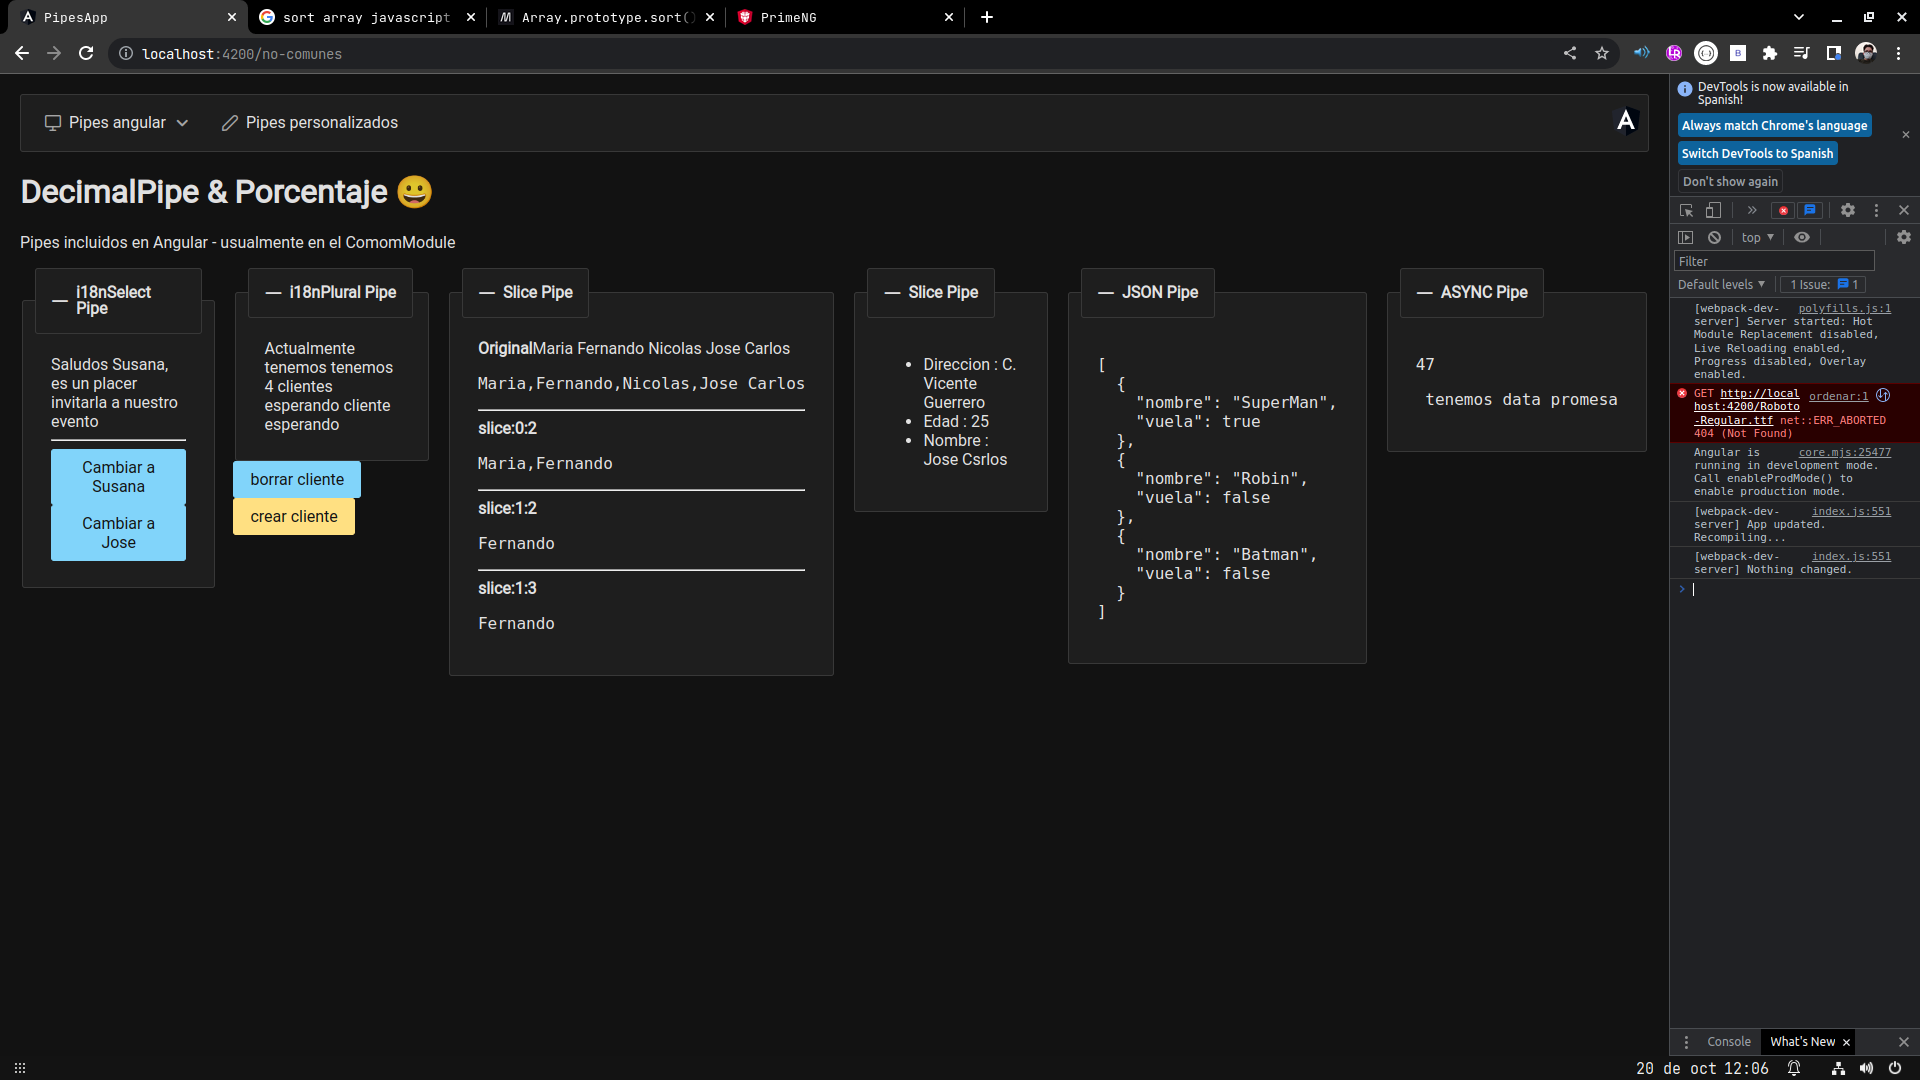 PipesApp
sort array javascript
Array.prototype.sort()
PrimeNG
localhost:4200/no-comunes
Pipes angular
Pipes personalizados
DecimalPipe & Porcentaje 😀
Pipes incluidos en Angular - usualmente en el ComomModule
i18nSelect
Pipe
Saludos Susana,
es un placer
invitarla a nuestro
evento
Cambiar a
Susana
Cambiar a
Jose
i18nPlural Pipe
Actualmente
tenemos tenemos
4 clientes
esperando cliente
esperando
borrar cliente
crear cliente
Slice Pipe
OriginalMaria Fernando Nicolas Jose Carlos
Maria,Fernando,Nicolas,Jose Carlos
slice:0:2
Maria,Fernando
slice:1:2
Fernando
slice:1:3
Fernando
Slice Pipe
• Direccion : C.
Vicente
Guerrero
• Edad : 25
• Nombre :
Jose Csrlos
JSON Pipe
[
{
"nombre": "SuperMan",
"vuela": true
},
{
"nombre": "Robin",
"vuela": false
},
{
"nombre": "Batman",
"vuela": false
}
]
ASYNC Pipe
47
tenemos data promesa
DevTools is now available in
Spanish!
Always match Chrome's language
Switch DevTools to Spanish
Don't show again
top
Filter
Default levels
1 Issue: 1
[webpack-dev- polyfills.js:1
server] Server started: Hot
Module Replacement disabled,
Live Reloading enabled,
Progress disabled, Overlay
enabled.
GET http://local ordenar:1
host:4200/Roboto
-Regular.ttf net::ERR_ABORTED
404 (Not Found)
Angular is core.mjs:25477
running in development mode.
Call enableProdMode() to
enable production mode.
[webpack-dev- index.js:551
server] App updated.
Recompiling...
[webpack-dev- index.js:551
server] Nothing changed.
Console
What's New
20 de oct 12:06